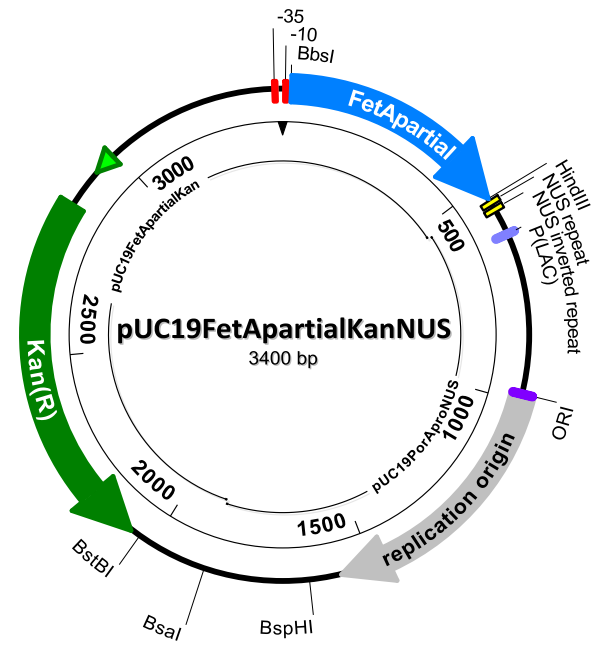 -35
-10
BbsI
FetApartial
HindIII
NUS repeat
NUS inverted repeat
P(LAC)
3000
500
pUC19FetApartialKan
pUC19FetApartialKanNUS
3400 bp
2500
Kan(R)
1000
ORI
pUC19PorAproNUS
replication origin
2000
1500
BstBI
BsaI
BspHI